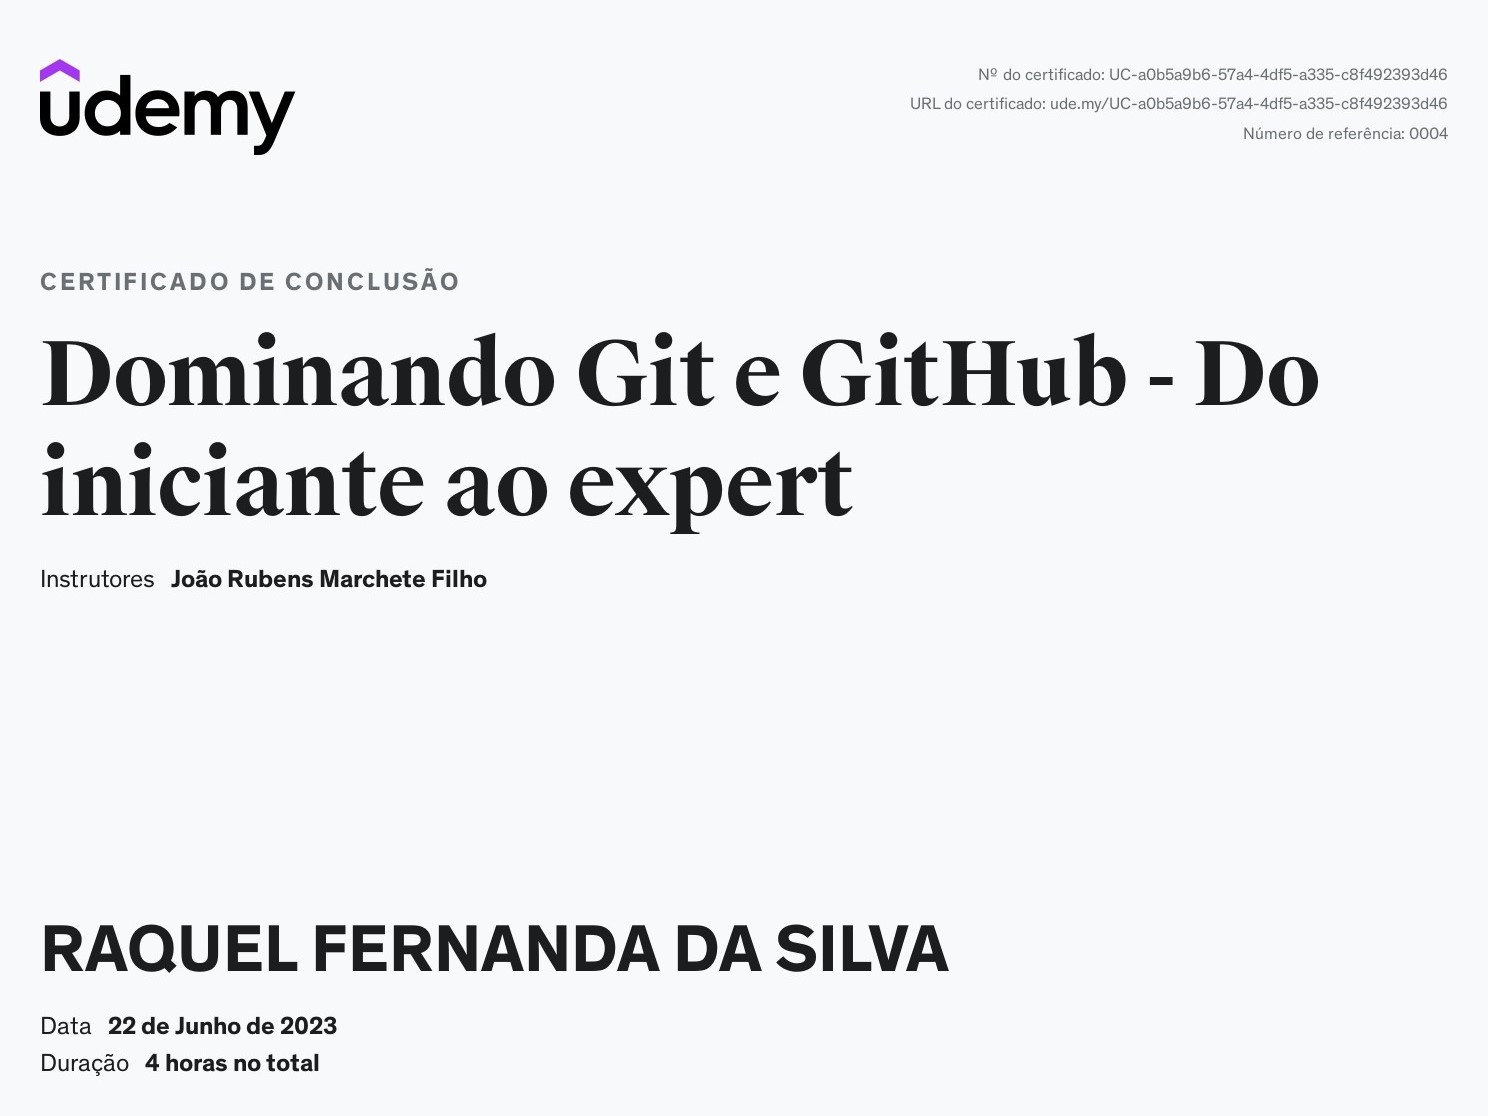 udemy
Nº do certificado: UC-a0b5a9b6-57a4-4df5-a335-c8f492393d46
URL do certificado: ude.my/UC-a0b5a9b6-57a4-4df5-a335-c8f492393d46
Número de referência: 0004
CERTIFICADO DE CONCLUSÃO
Dominando Git e GitHub - Do
iniciante ao expert
Instrutores João Rubens Marchete Filho
RAQUEL FERNANDA DA SILVA
Data 22 de Junho de 2023
Duração 4 horas no total